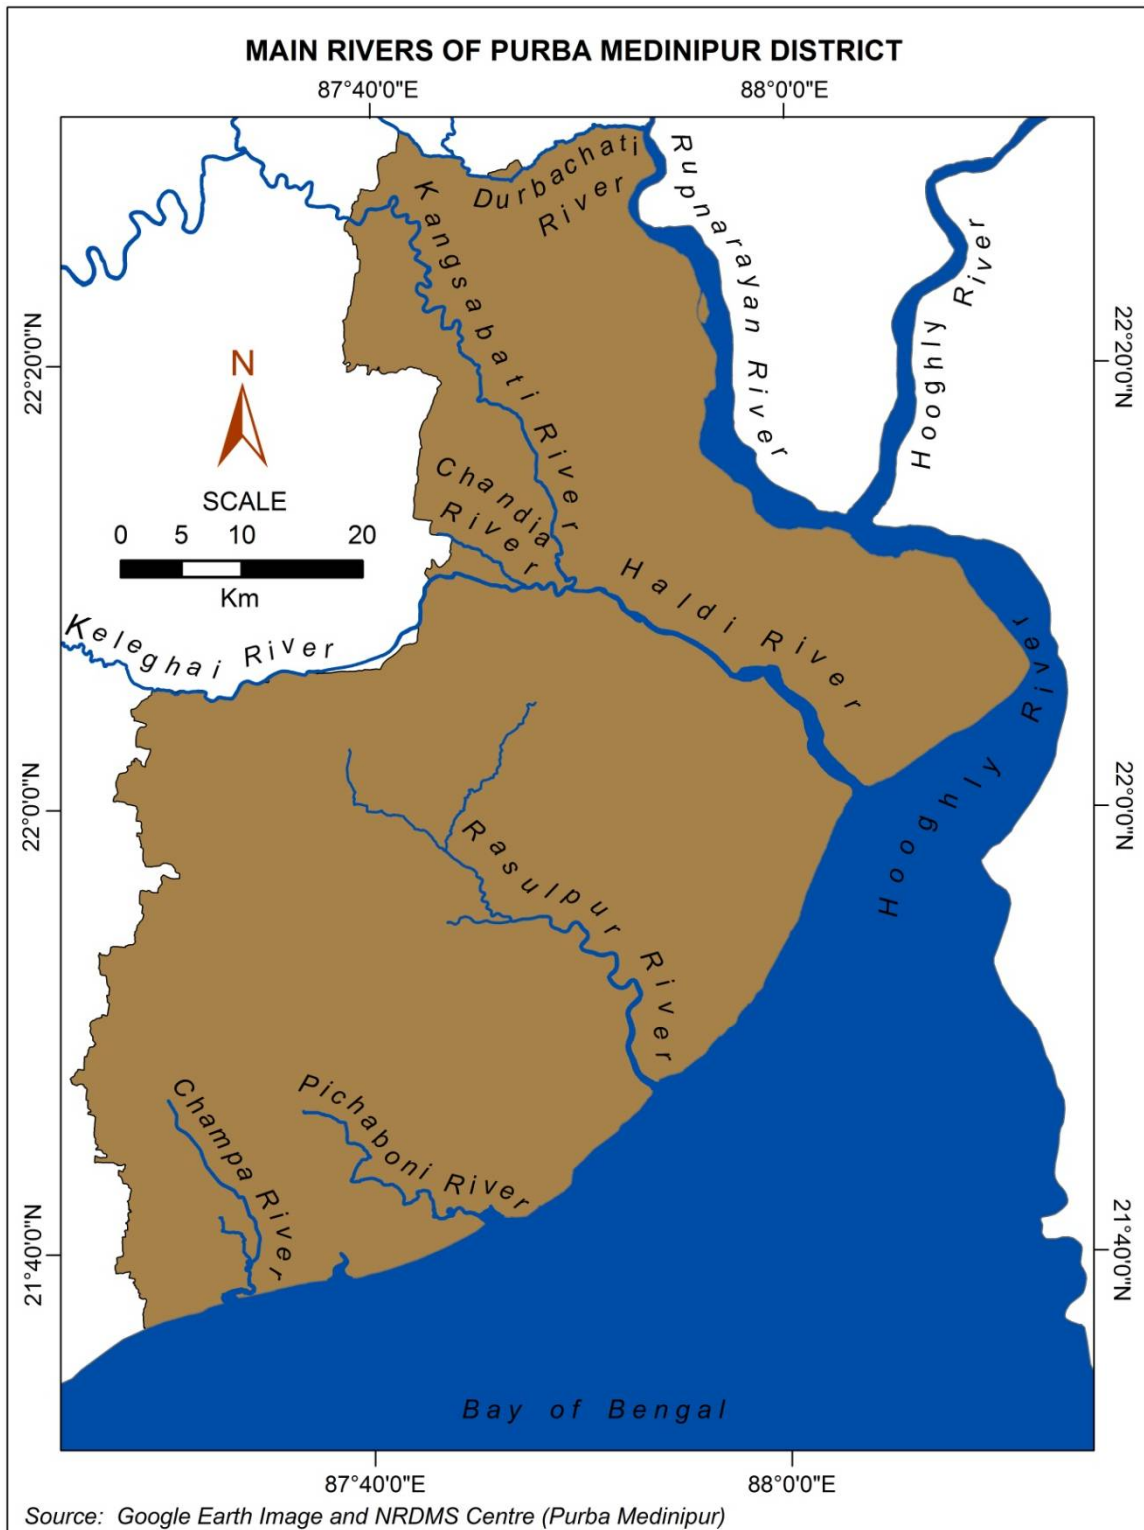 MAIN RIVERS OF PURBA MEDINIPUR DISTRICT
87°40'0"E
88°0'0"E
Durbachati
River
Rupnarayan River
Hooghly River
Kangsabati River
22°20'0"N
22°20'0"N
N
SCALE
0 5 10 20
Km
Chandia
River
Haldi River
Keleghai River
Hooghly River
22°0'0"N
22°0'0"N
Rasulpur River
Champa River
Pichaboni River
21°40'0"N
21°40'0"N
Bay of Bengal
87°40'0"E
88°0'0"E
Source: Google Earth Image and NRDMS Centre (Purba Medinipur)